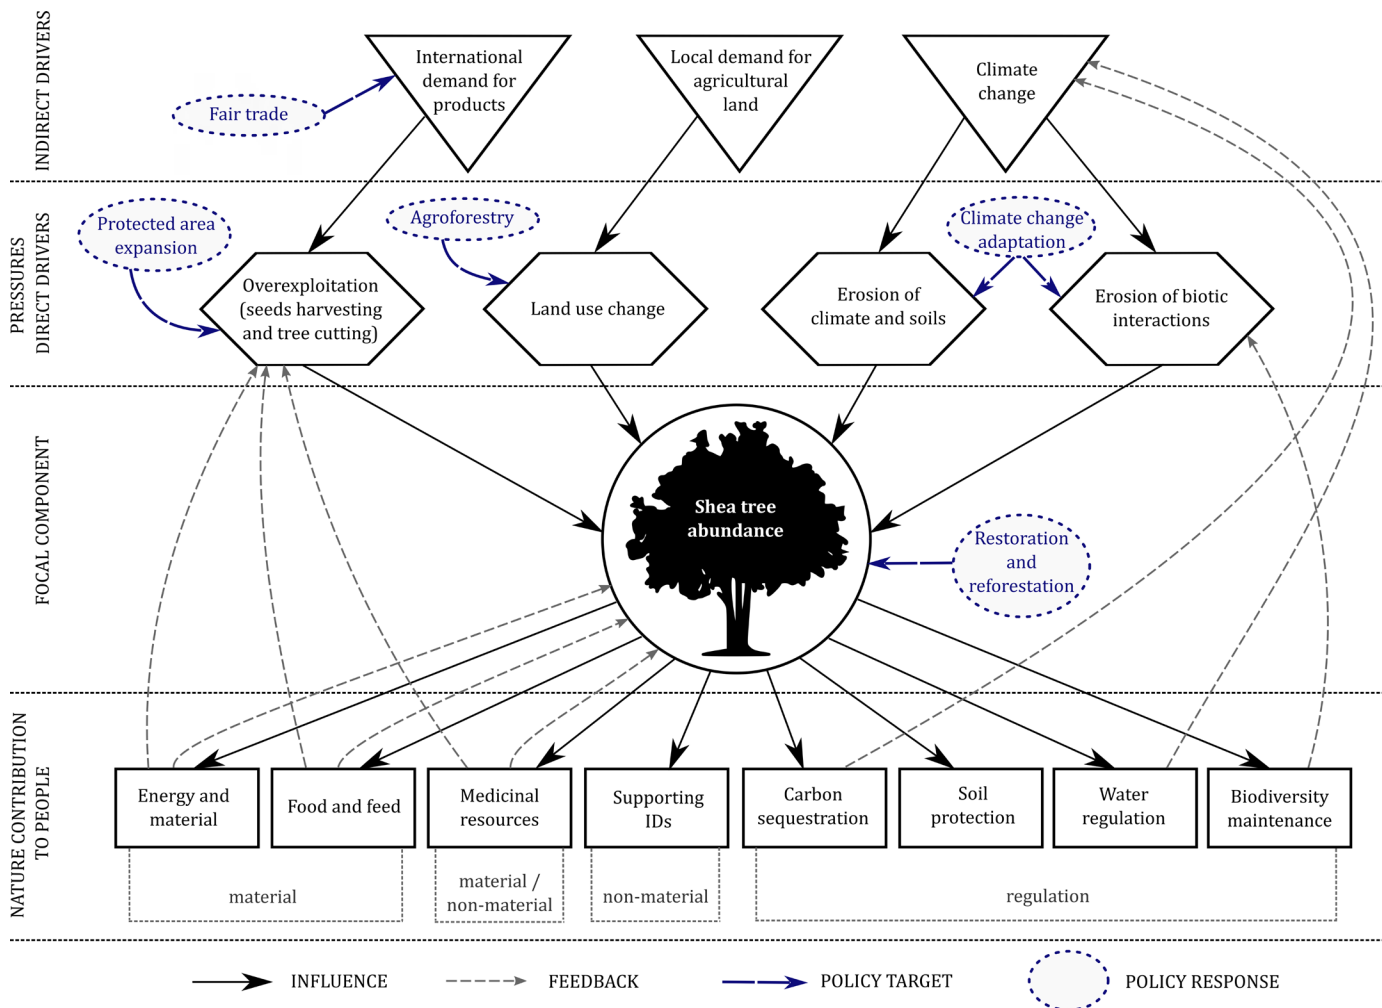 INDIRECT DRIVERS
International
demand for
products
Local demand for
agricultural
land
Climate
change
Fair trade
PRESSURES
DIRECT DRIVERS
Protected area
expansion
Agroforestry
Climate change
adaptation
Overexploitation
(seeds harvesting
and tree cutting)
Land use change
Erosion of
climate and soils
Erosion of biotic
interactions
FOCAL COMPONENT
Shea tree
abundance
Restoration
and
reforestation
NATURE CONTRIBUTION
TO PEOPLE
Energy and
material
Food and feed
Medicinal
resources
Supporting
IDs
Carbon
sequestration
Soil
protection
Water
regulation
Biodiversity
maintenance
material
material /
non-material
non-material
regulation
INFLUENCE
FEEDBACK
POLICY TARGET
POLICY RESPONSE